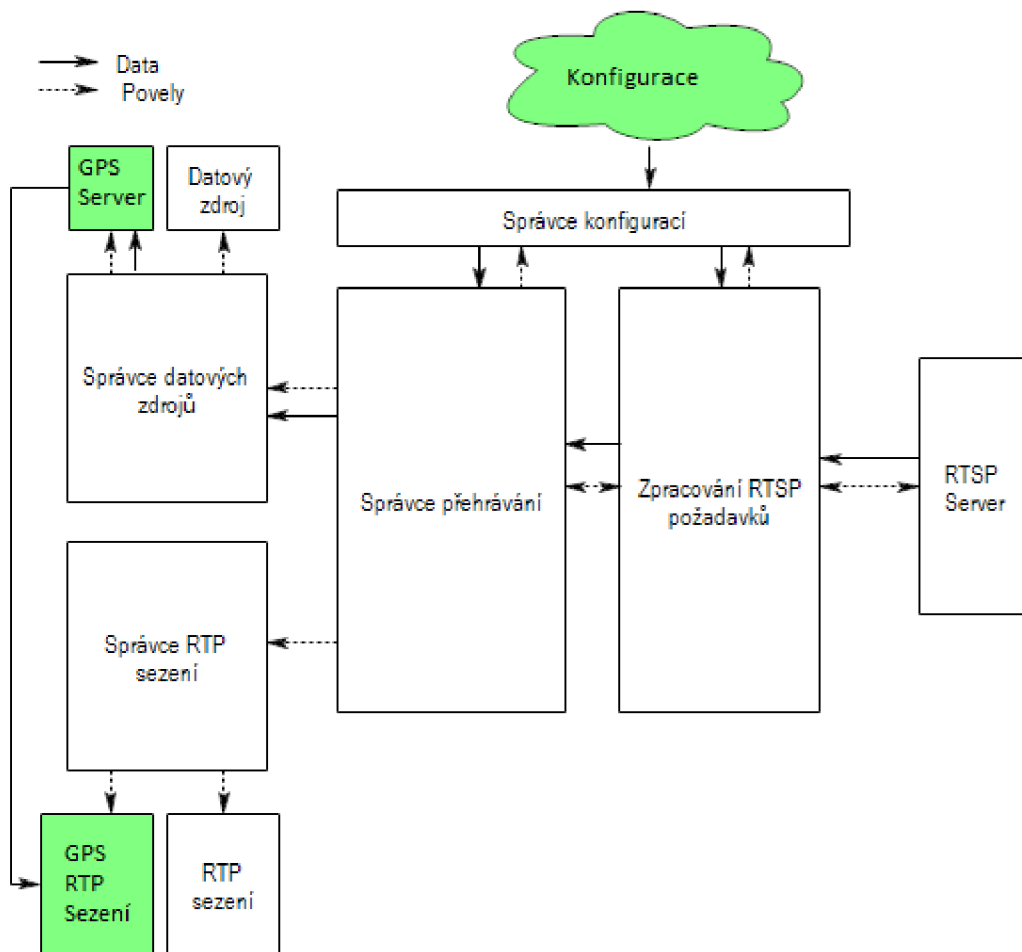 Konfigurace
Data
Povely
GPS
Server
Datový
zdroj
Správce konfigurací
Správce datových
zdrojů
Správce přehrávání
Zpracování RTSP
požadavků
RTSP
Server
Správce RTP
sezení
GPS
RTP
Sezení
RTP
sezení